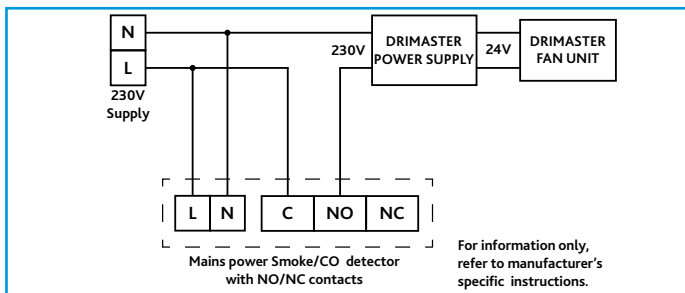 N
L
230V
Supply
230V
DRIMASTER
POWER SUPPLY
24V
DRIMASTER
FAN UNIT
L N C NO NC
Mains power Smoke/CO detector
with NO/NC contacts
For information only,
refer to manufacturer's
specific instructions.